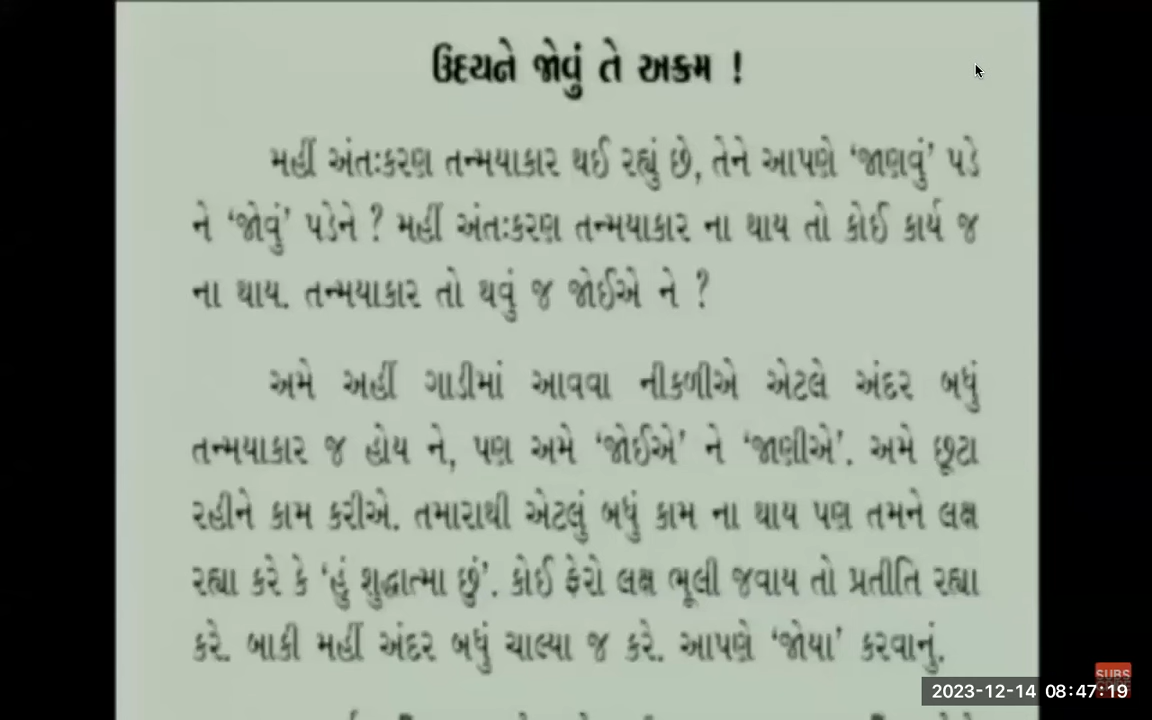 ઉદયને જોવું તે અક્રમ !
મહીં અંતઃકરણ તન્મયાકાર થઈ રહ્યું છે, તેને આપણે ‘જાણવું’ પડે
ને ‘જોવું’ પડેને ? મહીં અંતઃકરણ તન્મયાકાર ના થાય તો કોઈ કાર્ય જ
ના થાય. તન્મયાકાર તો થવું જ જોઈએ ને ?
અમે અહીં ગાડીમાં આવવા નીકળીએ એટલે અંદર બધું
તન્મયાકાર જ હોય ને, પણ અમે ‘જોઈએ’ ને ‘જાણીએ’. અમે છૂટા
રહીને કામ કરીએ. તમારાથી એટલું બધું કામ ના થાય પણ તમને લક્ષ
રહ્યા કરે કે ‘હું શુદ્ધાત્મા છું’. કોઈ ફેરો લક્ષ ભૂલી જવાય તો પ્રતીતિ રહ્યા
કરે. બાકી મહીં અંદર બધું ચાલ્યા જ કરે. આપણે ‘જોયા’ કરવાનું.
SUBS
2023-12-14 08:47:19